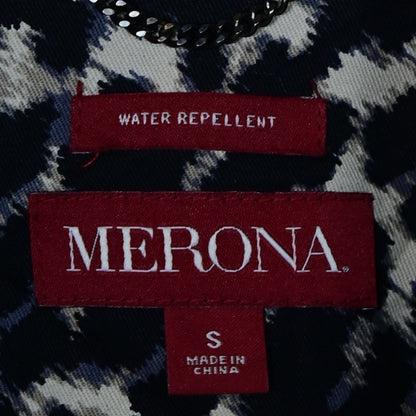 WATER REPELLENT
MERONA®
S
MADE IN
CHINA